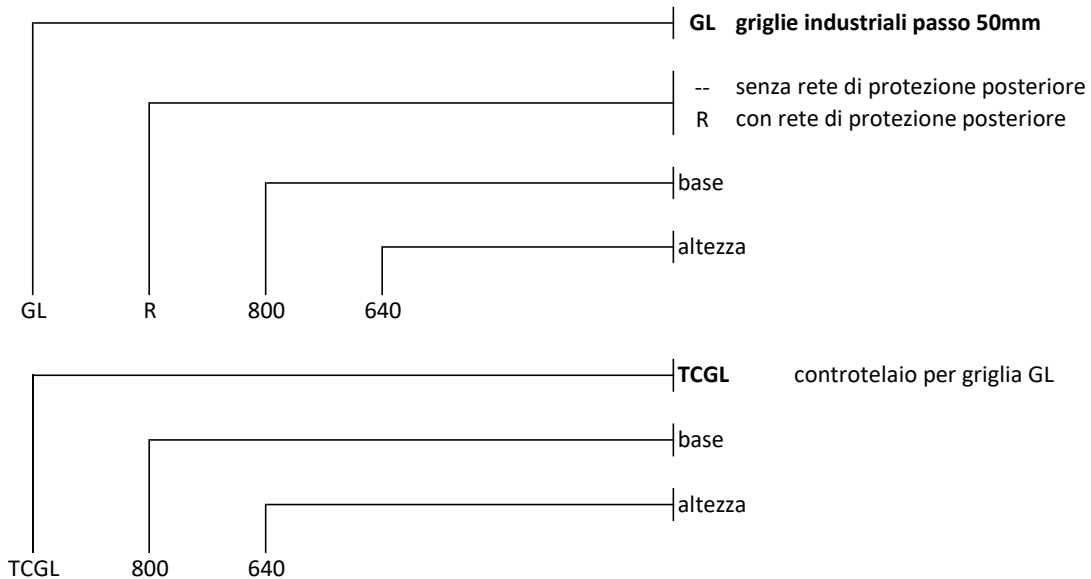 GL griglie industriali passo 50mm
-- senza rete di protezione posteriore
R con rete di protezione posteriore
base
altezza
GL R 800 640
TCGL controtelaio per griglia GL
base
altezza
TCGL 800 640